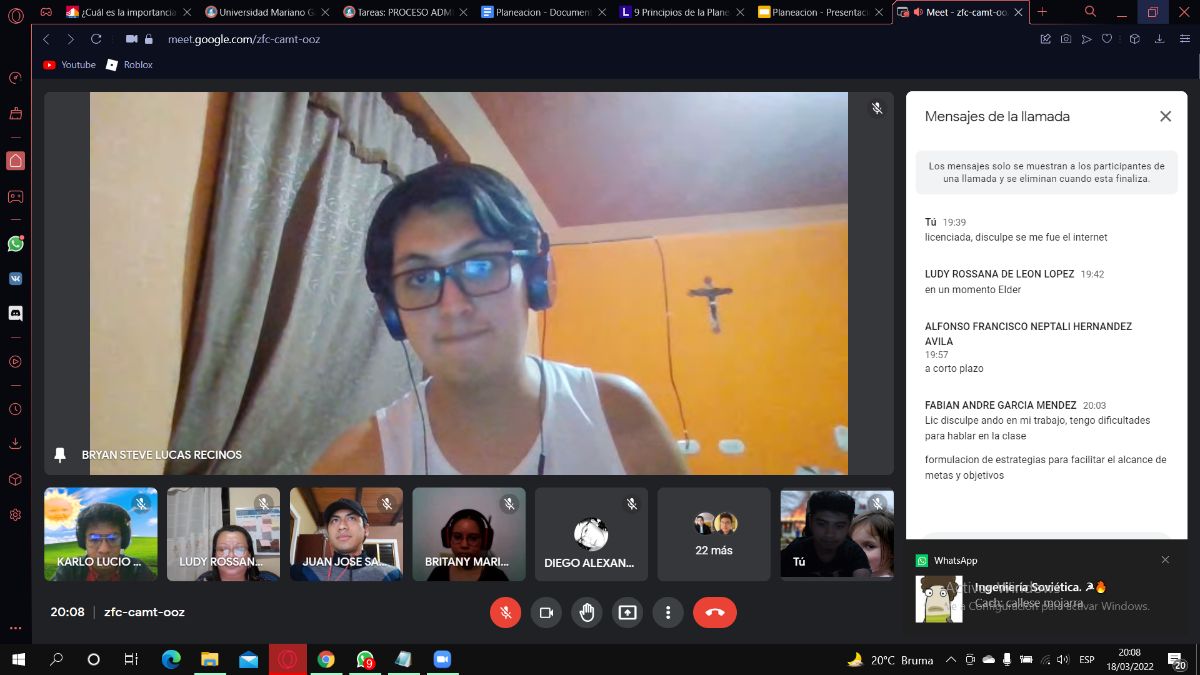 ¿Cuál es la importancia
Universidad Mariano G
Tareas: PROCESO ADM
Planeacion - Document
9 Principios de la Plane
Planeacion - Presentac
Meet - zfc-camt-oo
meet.google.com/zfc-camt-ooz
Youtube
Roblox
BRYAN STEVE LUCAS RECINOS
KARLO LUCIO ...
LUDY ROSSAN...
JUAN JOSE SA...
BRITANY MARI...
DIEGO ALEXAN...
22 más
Tú
20:08 | zfc-camt-ooz
Mensajes de la llamada
Los mensajes solo se muestran a los participantes de
una llamada y se eliminan cuando esta finaliza.
Tú 19:39
licenciada, disculpe se me fue el internet
LUDY ROSSANA DE LEON LOPEZ 19:42
en un momento Elder
ALFONSO FRANCISCO NEPTALI HERNANDEZ
AVILA
19:57
a corto plazo
FABIAN ANDRE GARCIA MENDEZ 20:03
Lic disculpe ando en mi trabajo, tengo dificultades
para hablar en la clase
formulacion de estrategias para facilitar el alcance de
metas y objetivos
WhatsApp
Ingeniería Soviética. ☭🔥
Cach: callese mojarra
Activar Windows
Ve a Configuración para activar Windows.
9
20°C Bruma
ESP
20:08
18/03/2022
20